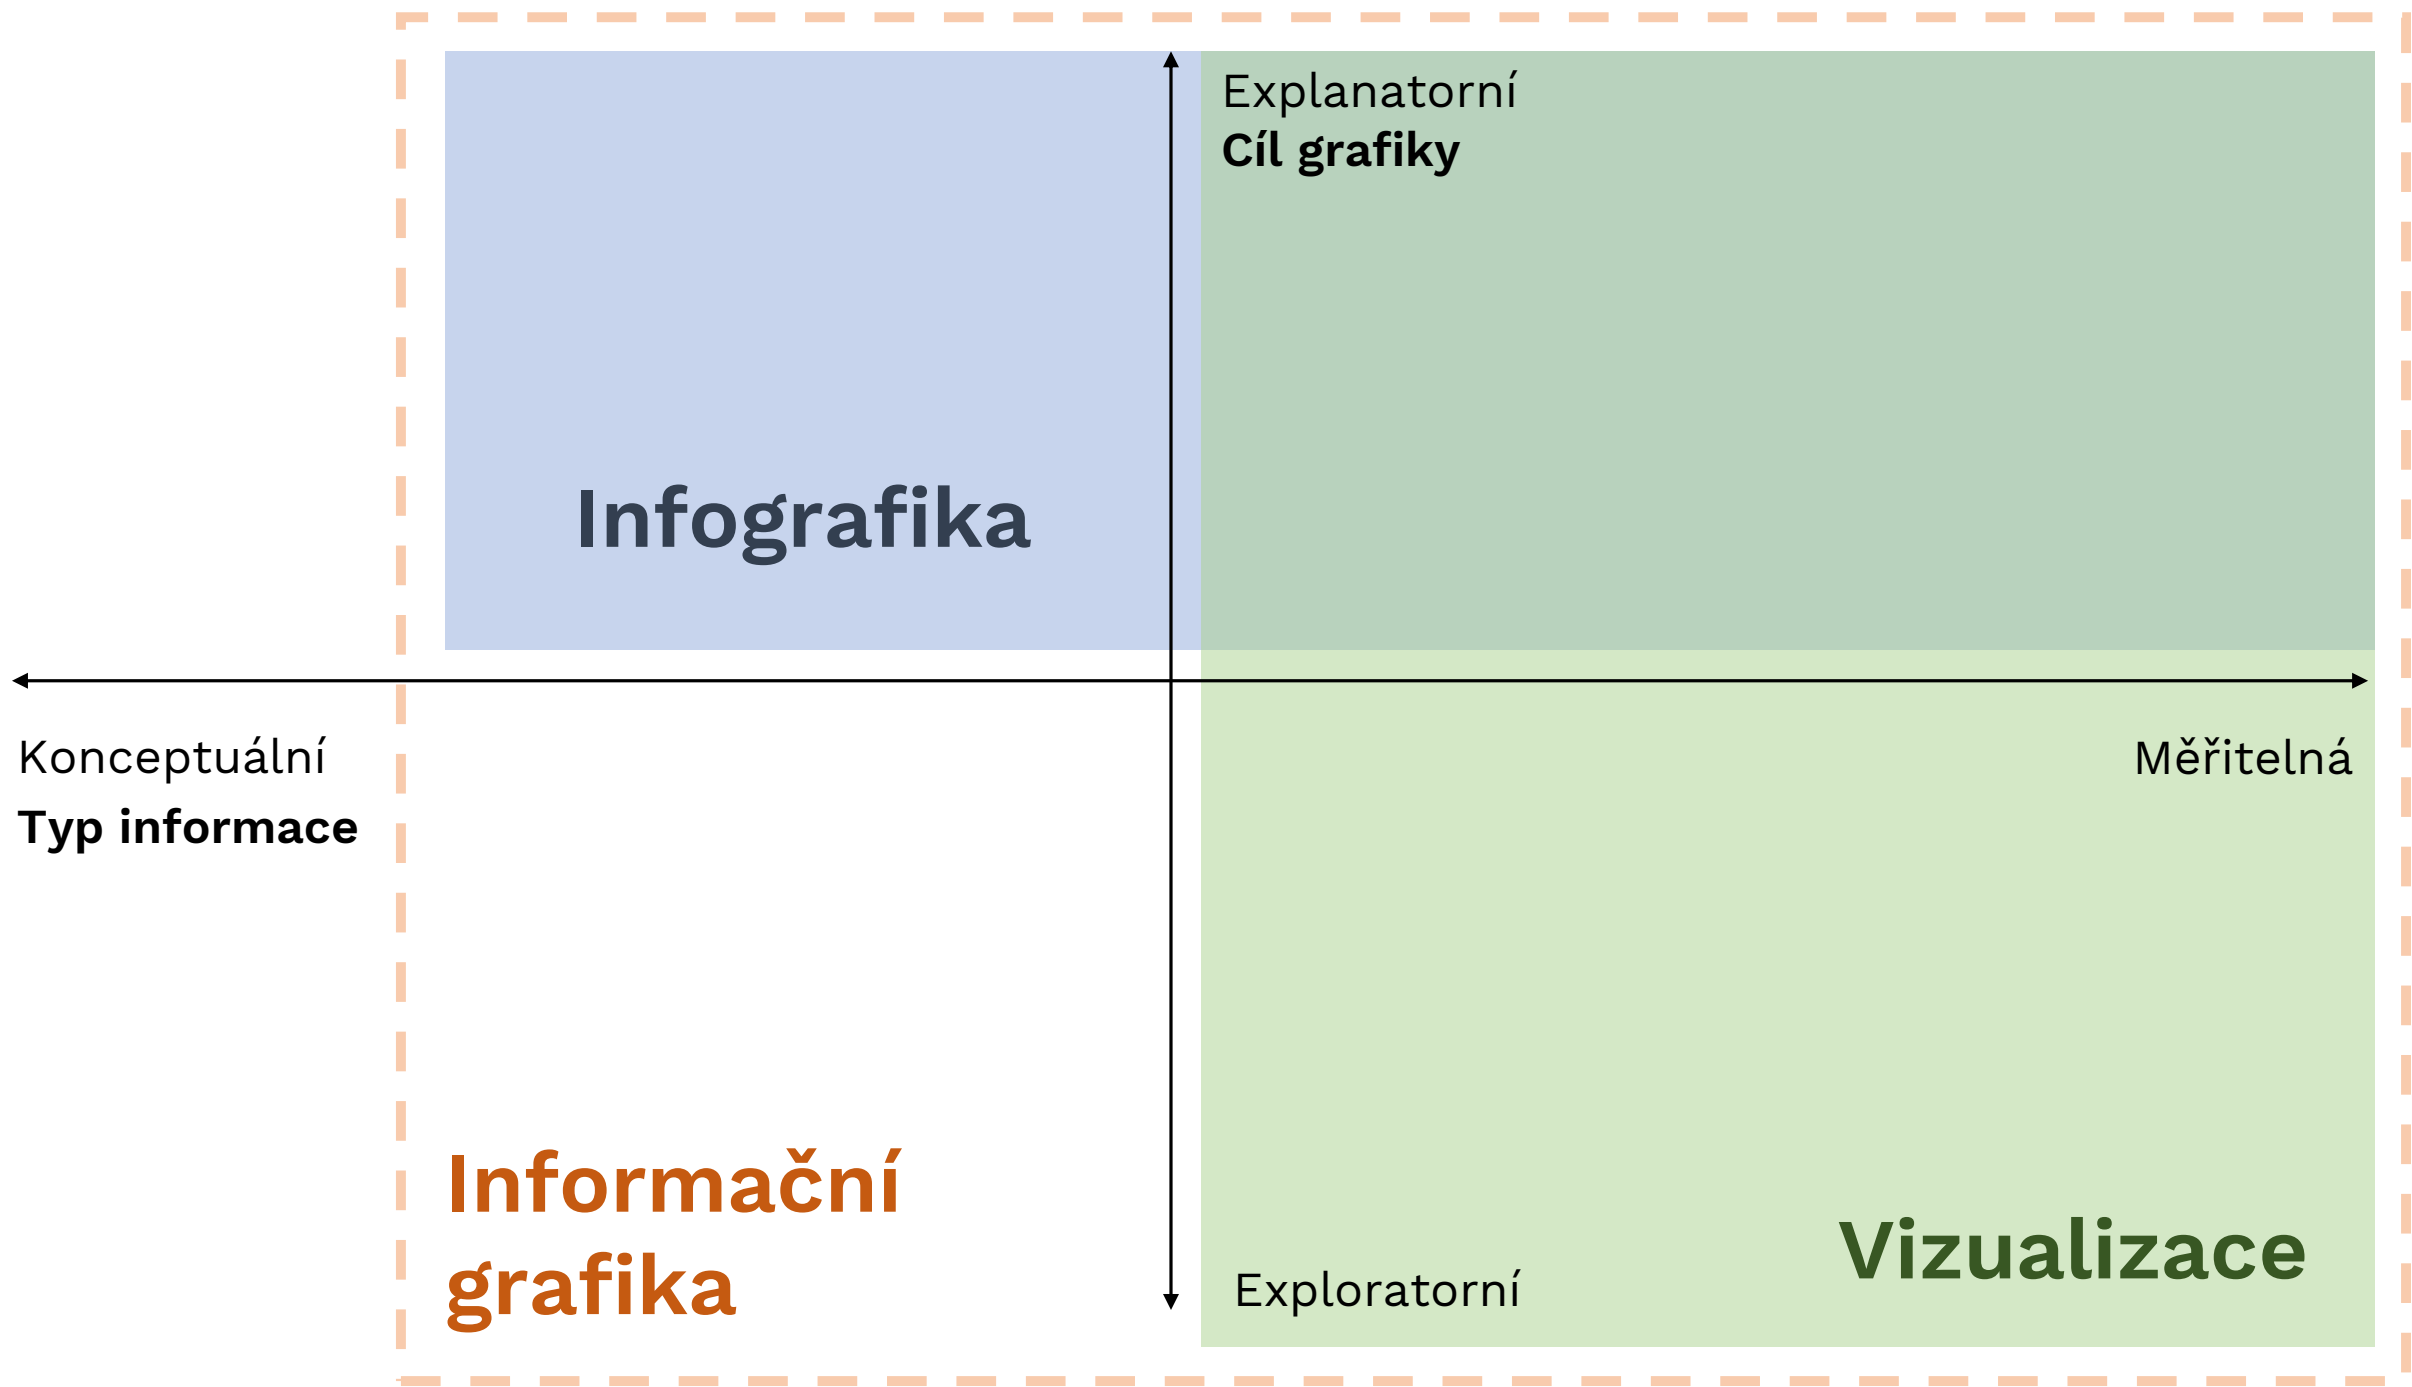 Explanatorní
Cíl grafiky
Infografika
Konceptuální
Typ informace
Měřitelná
Informační
grafika
Exploratorní
Vizualizace